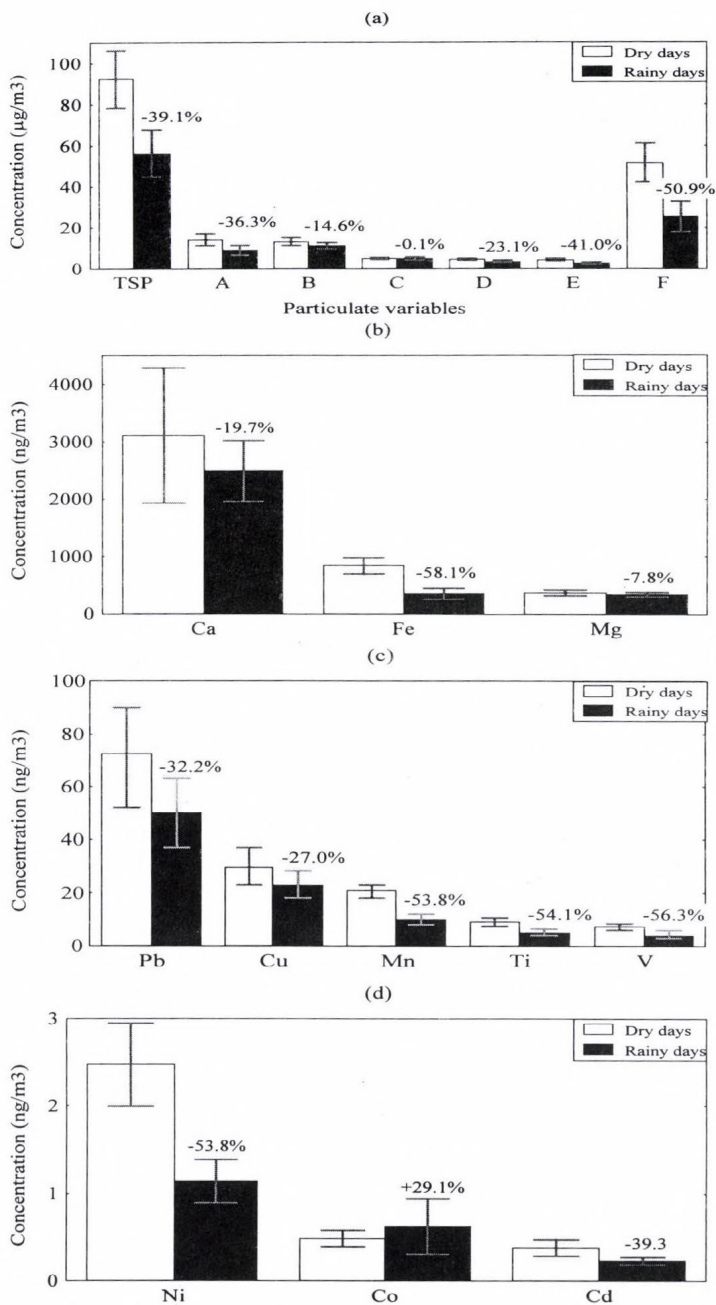 (a)
Concentration (μg/m3)
100
80
60
40
20
0
Dry days
Rainy days
-39.1%
-36.3%
-14.6%
-0.1%
-23.1%
-41.0%
-50.9%
TSP A B C D E F
Particulate variables
(b)
Concentration (ng/m3)
4000
3000
2000
1000
0
Dry days
Rainy days
-19.7%
-58.1%
-7.8%
Ca Fe Mg
(c)
Concentration (ng/m3)
100
80
60
40
20
0
Dry days
Rainy days
-32.2%
-27.0%
-53.8%
-54.1%
-56.3%
Pb Cu Mn Ti V
(d)
Concentration (ng/m3)
3
2
1
0
Dry days
Rainy days
-53.8%
+29.1%
-39.3
Ni Co Cd